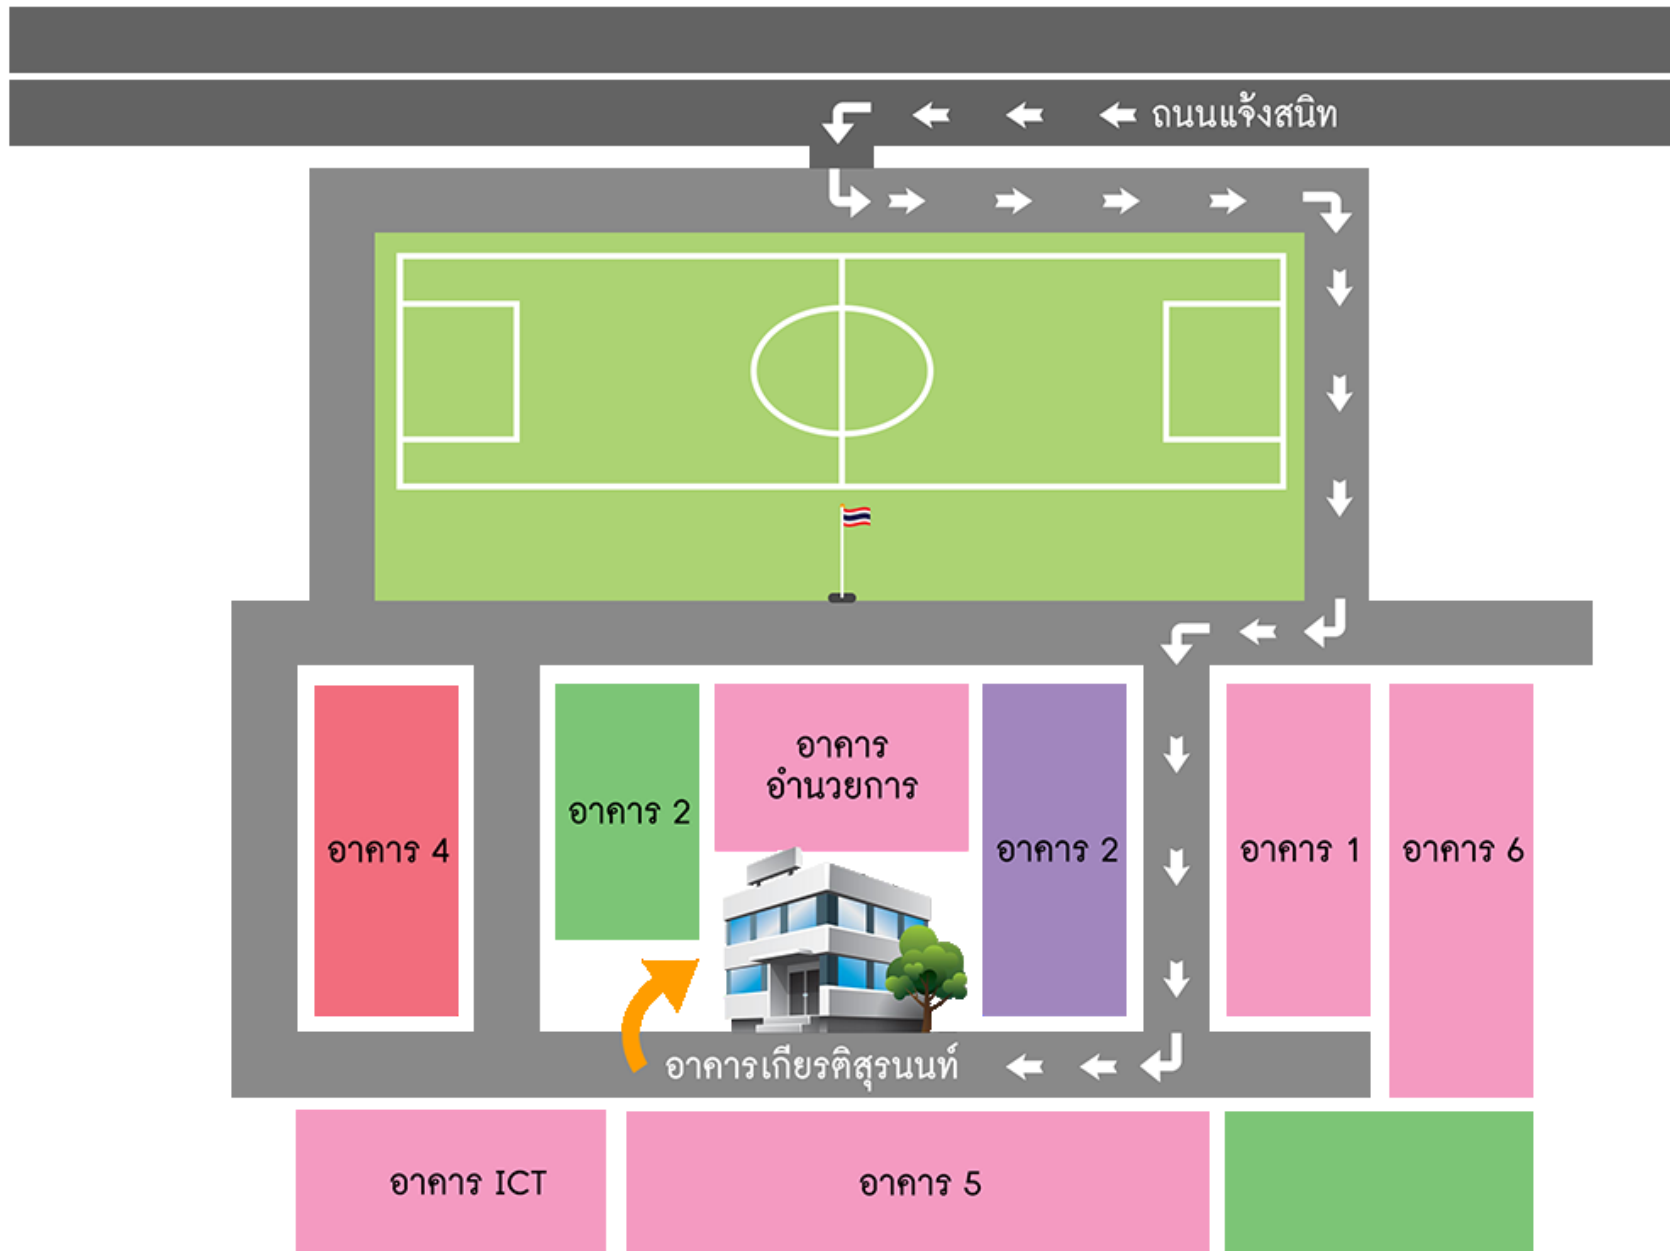 ถนนแจ้งสนิท
อาคาร
อำนวยการ
อาคาร 2
อาคาร 4
อาคาร 2
อาคาร 1
อาคาร 6
อาคารเกียรติสุรนนท์
อาคาร ICT
อาคาร 5